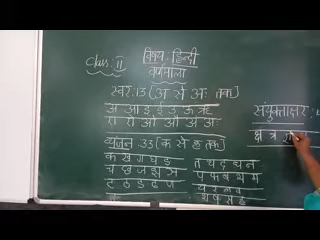 Class: II
विषय: हिन्दी
वर्णमाला
स्वर:13 [अ से अः तक]
अ आ इ ई उ ऊ ऋ
ए ऐ ओ औ अं अः
व्यंजन:33 [क से ह तक]
क ख ग घ ङ
च छ ज झ ञ
ट ठ ड ढ ण
त थ द ध न
प फ ब भ म
य र ल व
श ष स ह
संयुक्ताक्षर:
क्ष त्र